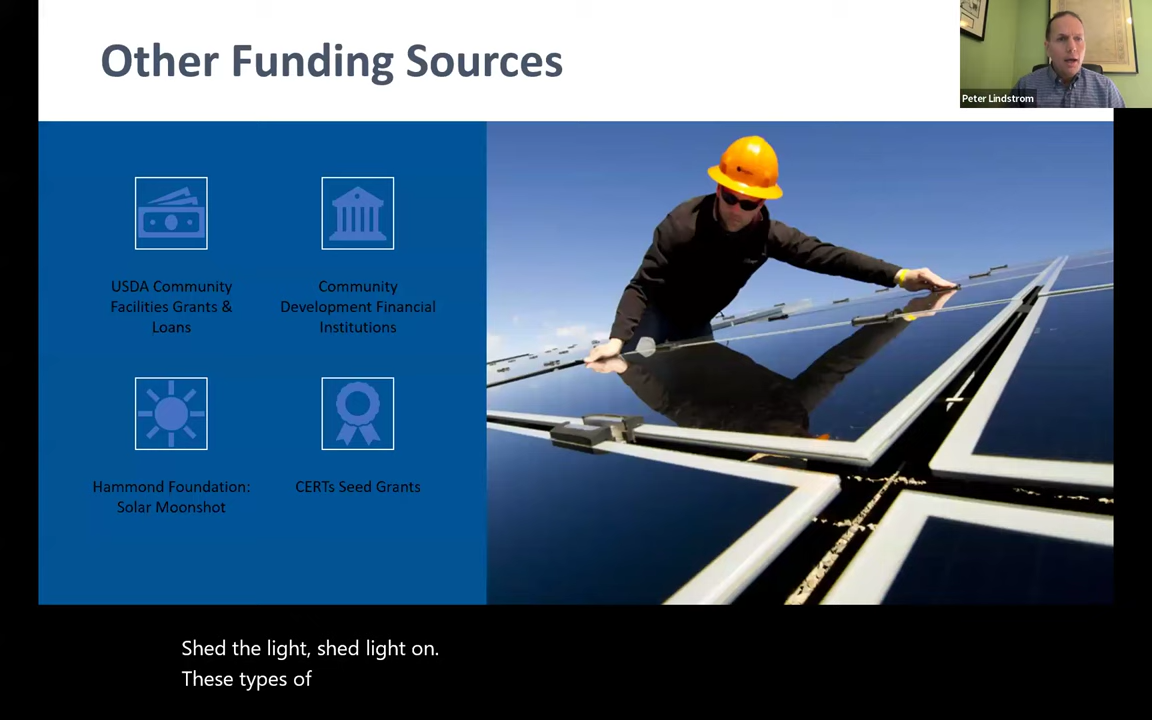 Other Funding Sources
Peter Lindstrom
USDA Community
Facilities Grants &
Loans
Community
Development Financial
Institutions
Hammond Foundation:
Solar Moonshot
CERTs Seed Grants
Shed the light, shed light on.
These types of